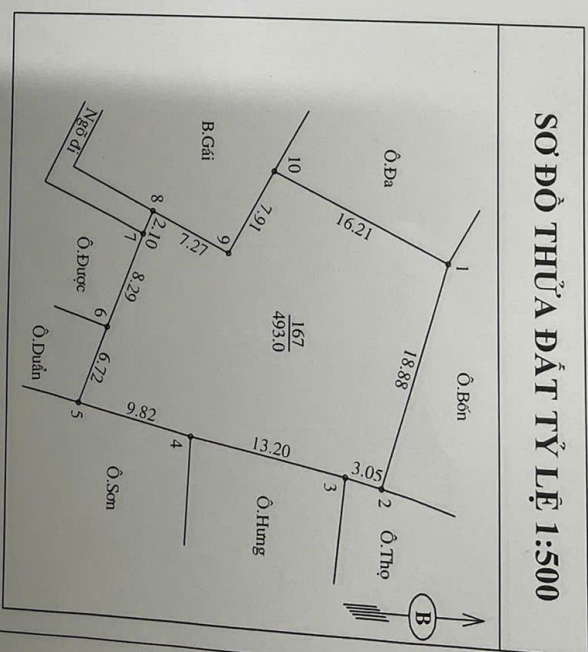 SƠ ĐỒ THỬA ĐẤT TỶ LỆ 1:500
B
Ô.Bốn
Ô.Thọ
Ô.Đa
1
18.88
2
16.21
3.05
3
10
7.91
167
493.0
13.20
Ô.Hưng
B.Gái
9
7.27
8
2.10
7
4
Ngõ đi
8.29
6
6.72
9.82
5
Ô.Được
Ô.Duẩn
Ô.Sơn